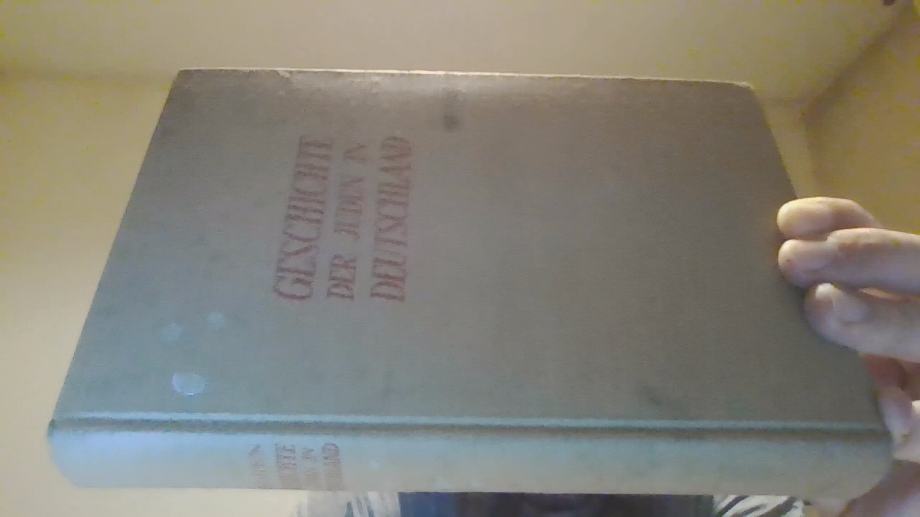 GESCHICHTE
DER JUDEN IN
DEUTSCHLAND